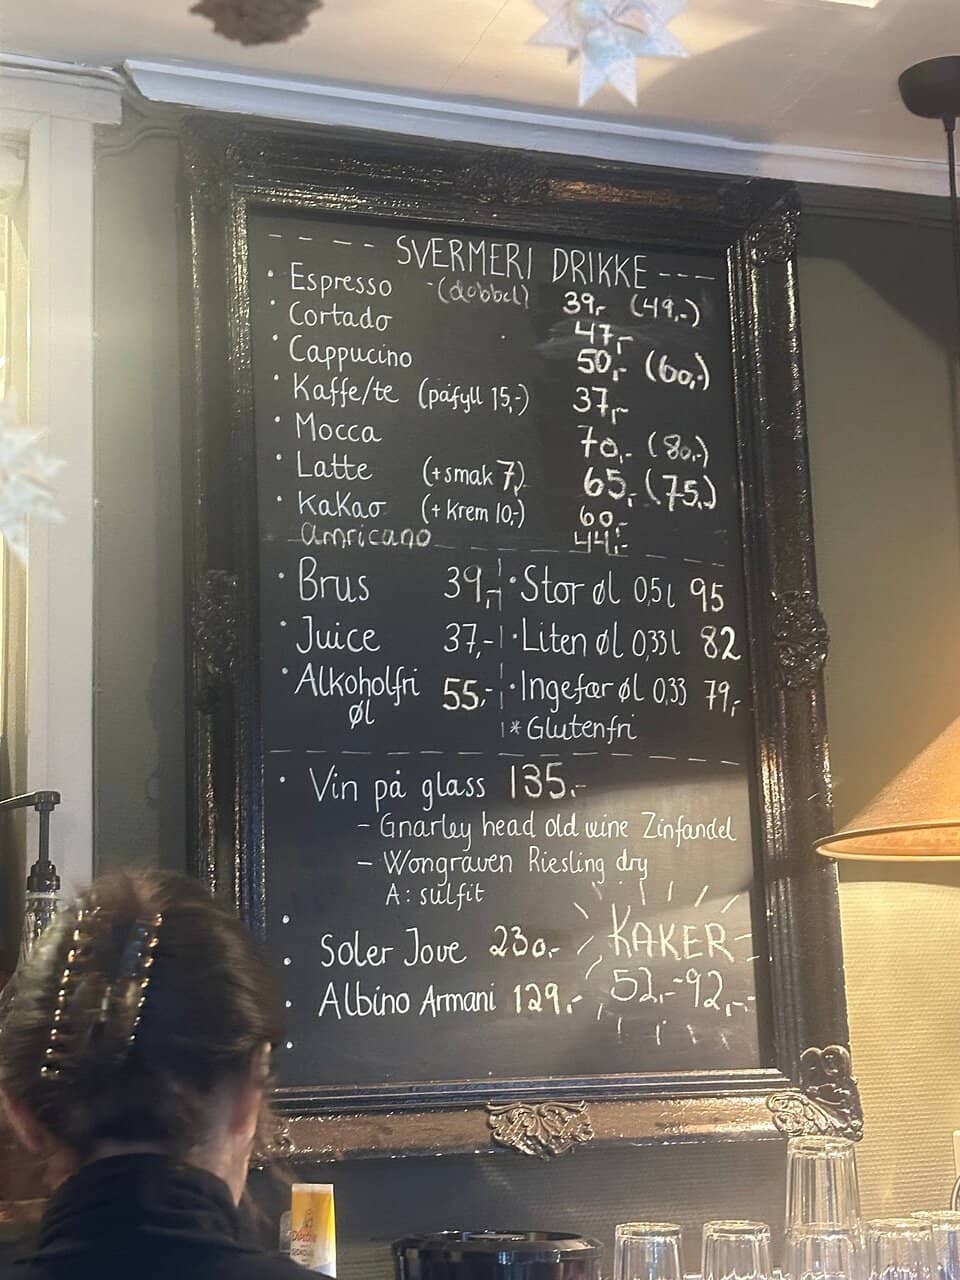 ---- SVERMERI DRIKKE ---
· Espresso -(dobbel) 39,- (49,-)
· Cortado 47,-
· Cappucino 50,- (60,-)
· Kaffe/te (påfyll 15,-) 37,-
· Mocca 70,- (80,-)
· Latte (+smak 7,) 65,- (75,)
· Kakao (+ Krem 10,-) 60,-
amricano 44,-
· Brus 39,-
· Juice 37,-
· Alkoholfri øl 55,-
· Stor øl 0,5 l 95
· Liten øl 0,33 l 82
· Ingefær øl 0,33 79,-
* Glutenfri
· Vin på glass 135,-
- Gnarley head old wine Zinfandel
- Wongraven Riesling dry
A: sulfit
· Soler Jove 230,-
· Albino Armani 129,-
KAKER
52,-92,-